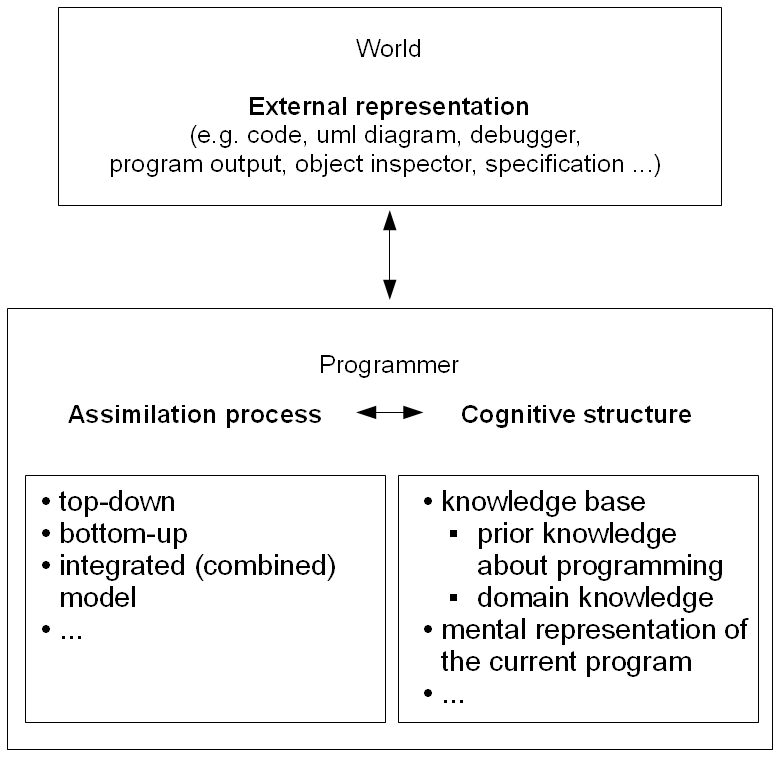 World
External representation
(e.g. code, uml diagram, debugger,
program output, object inspector, specification ...)
Programmer
Assimilation process
Cognitive structure
• top-down
• bottom-up
• integrated (combined)
model
• ...
• knowledge base
▪ prior knowledge
about programming
▪ domain knowledge
• mental representation of
the current program
• ...